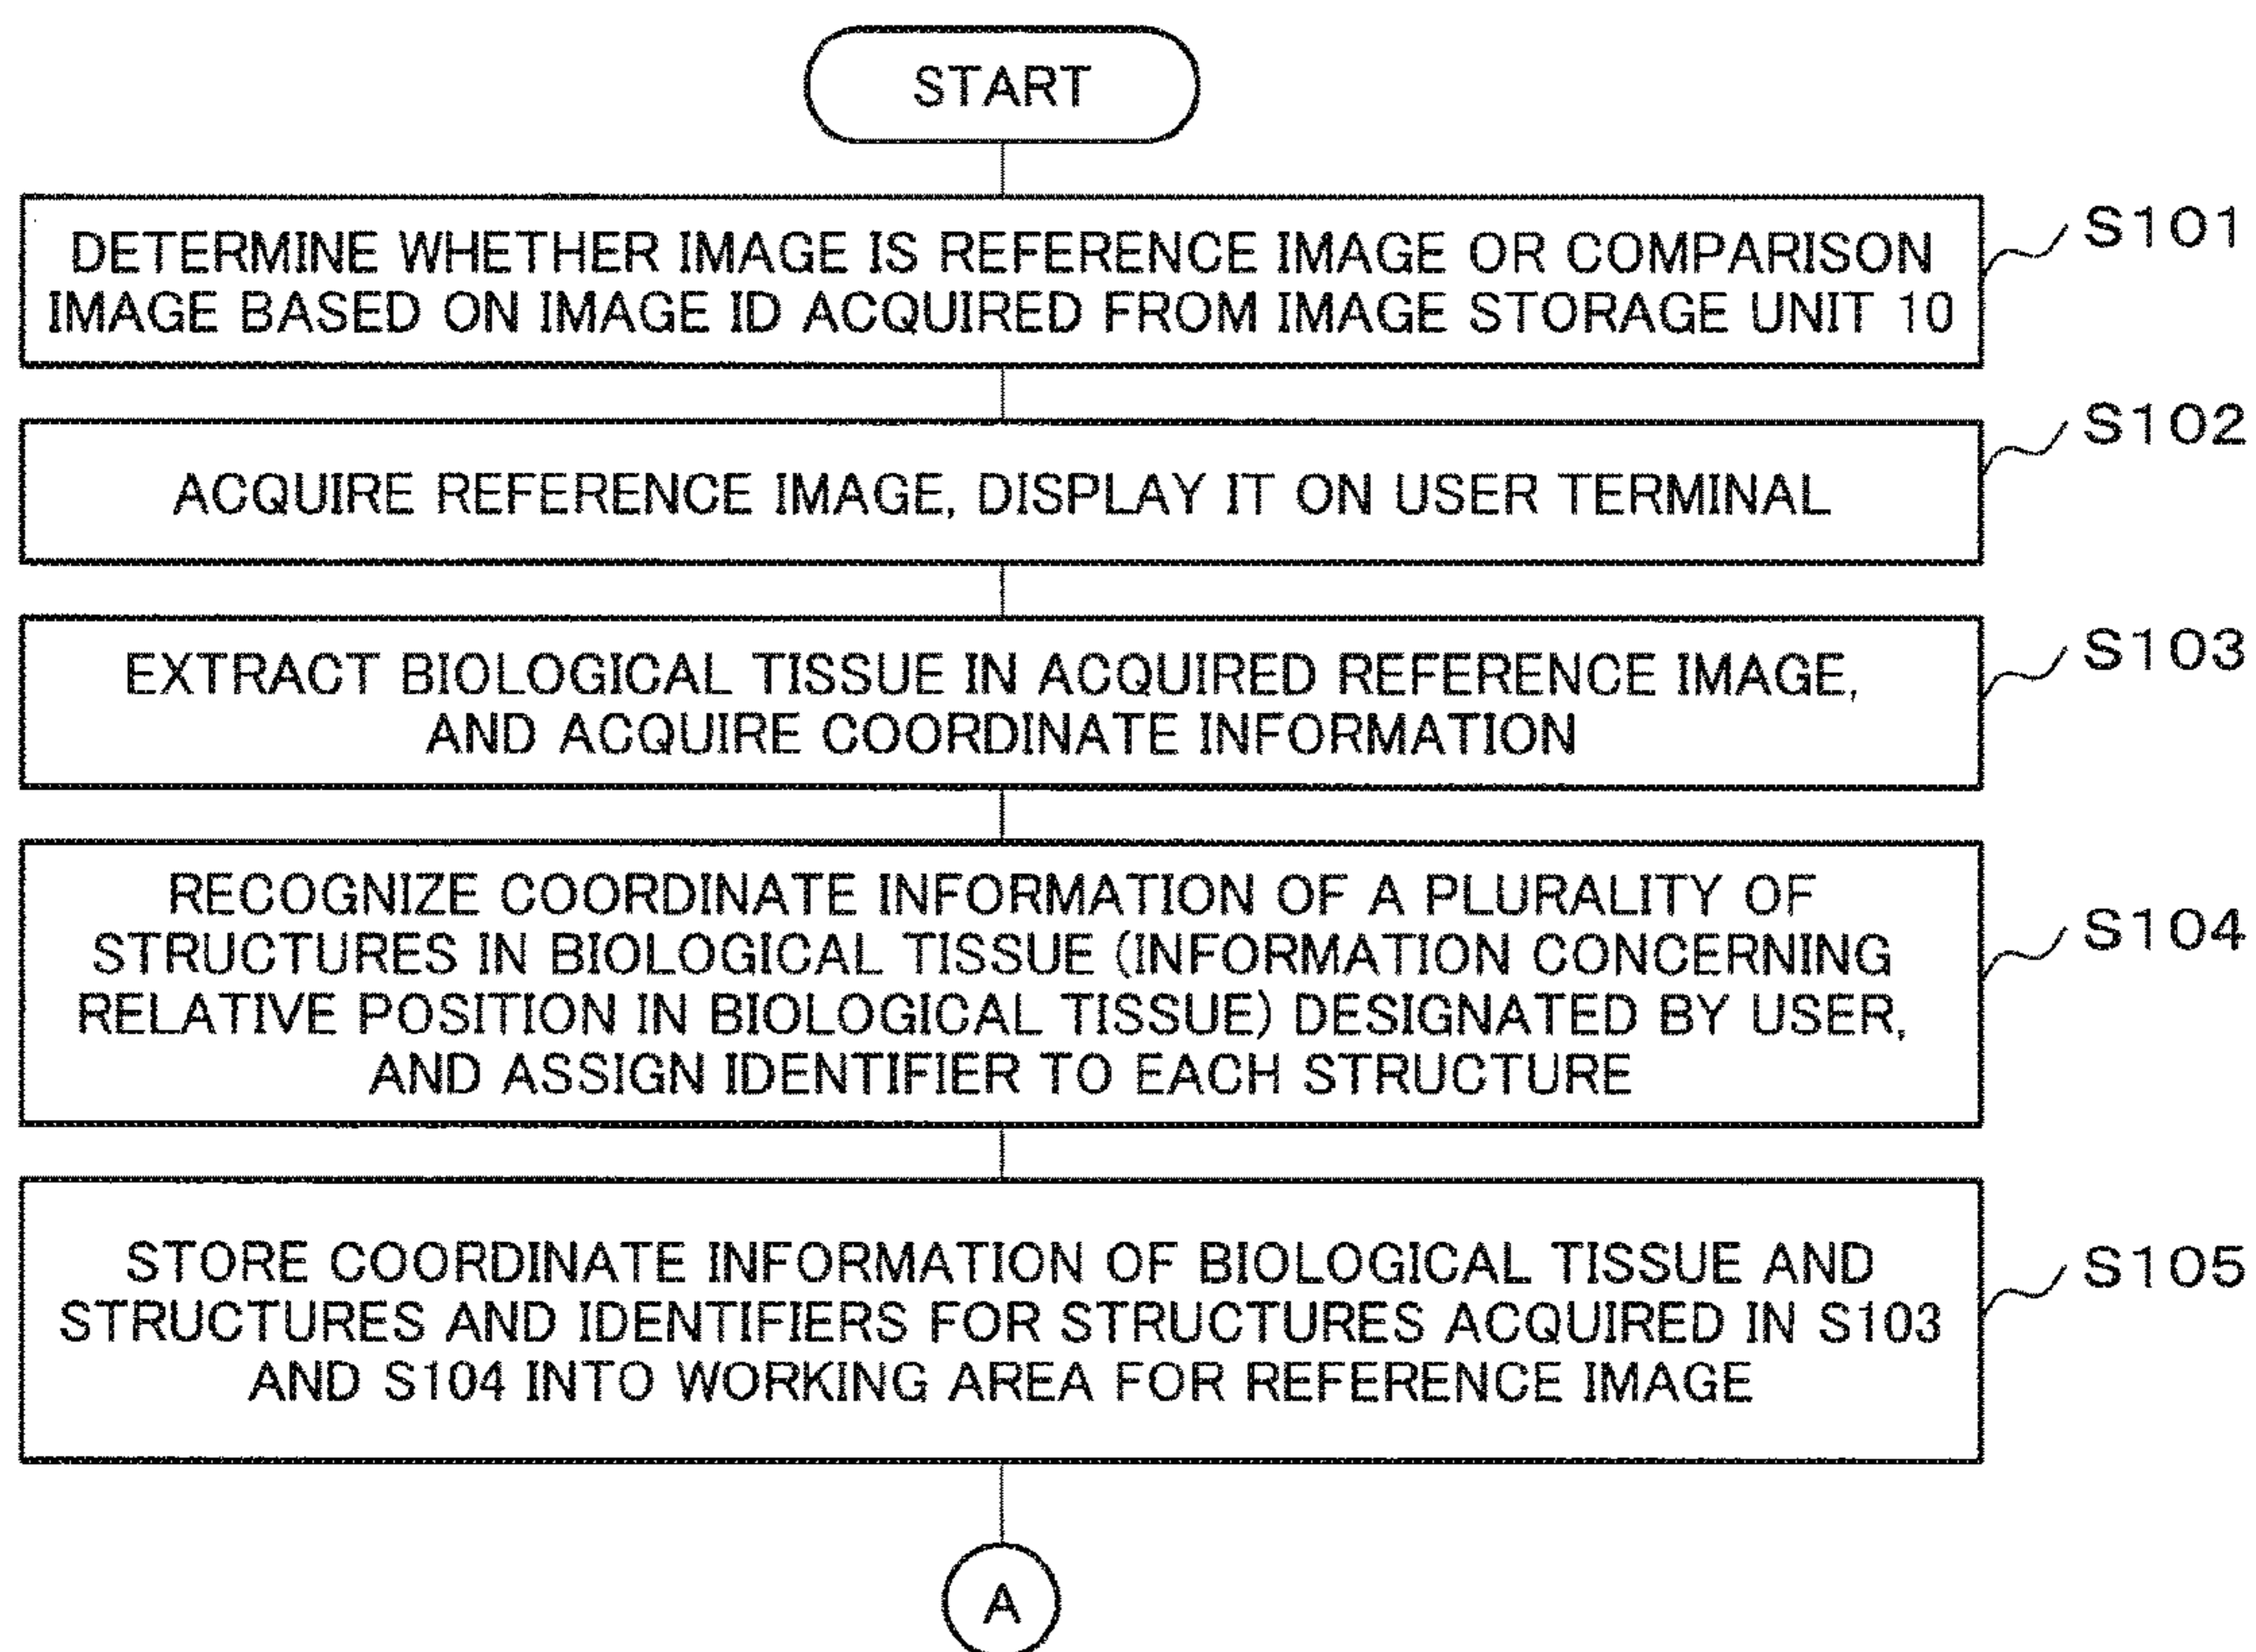 START
DETERMINE WHETHER IMAGE IS REFERENCE IMAGE OR COMPARISON
IMAGE BASED ON IMAGE ID ACQUIRED FROM IMAGE STORAGE UNIT 10
S101
ACQUIRE REFERENCE IMAGE, DISPLAY IT ON USER TERMINAL
S102
EXTRACT BIOLOGICAL TISSUE IN ACQUIRED REFERENCE IMAGE,
AND ACQUIRE COORDINATE INFORMATION
S103
RECOGNIZE COORDINATE INFORMATION OF A PLURALITY OF
STRUCTURES IN BIOLOGICAL TISSUE (INFORMATION CONCERNING
RELATIVE POSITION IN BIOLOGICAL TISSUE) DESIGNATED BY USER,
AND ASSIGN IDENTIFIER TO EACH STRUCTURE
S104
STORE COORDINATE INFORMATION OF BIOLOGICAL TISSUE AND
STRUCTURES AND IDENTIFIERS FOR STRUCTURES ACQUIRED IN S103
AND S104 INTO WORKING AREA FOR REFERENCE IMAGE
S105
A